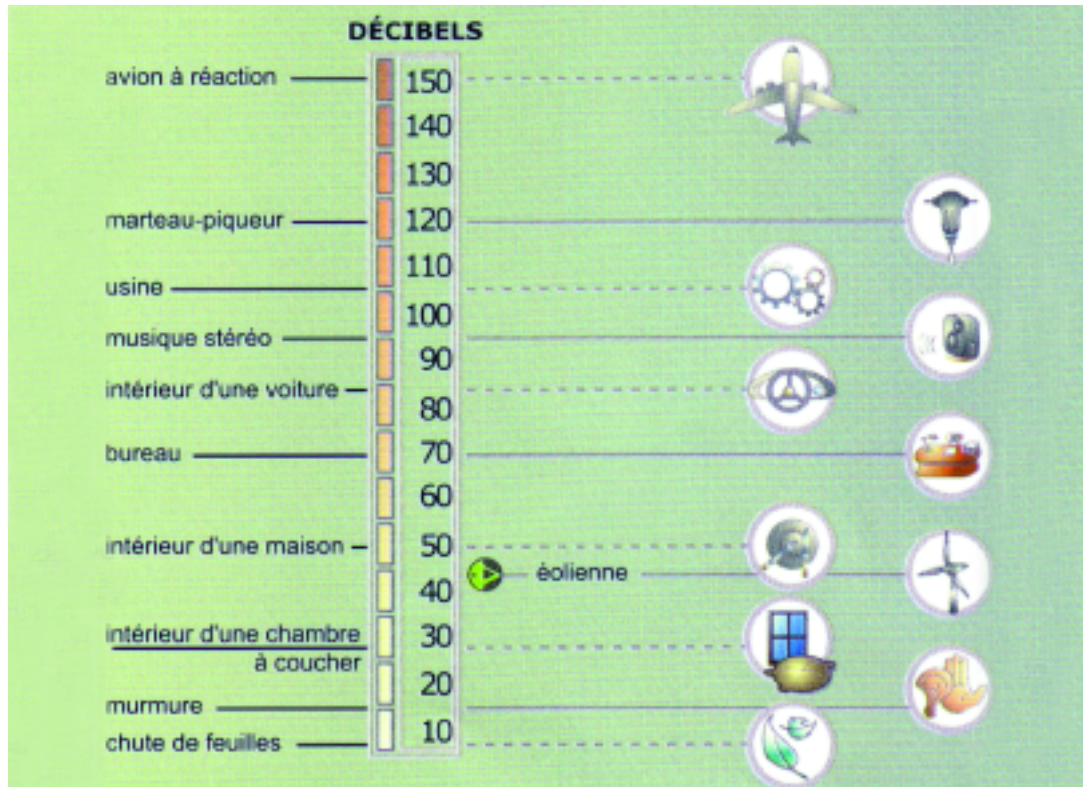 DÉCIBELS
avion à réaction 150
140
130
marteau-piqueur 120
110
usine
100
musique stéréo
90
intérieur d'une voiture
80
bureau 70
60
intérieur d'une maison 50
éolienne
40
intérieur d'une chambre 30
à coucher
20
murmure
10
chute de feuilles